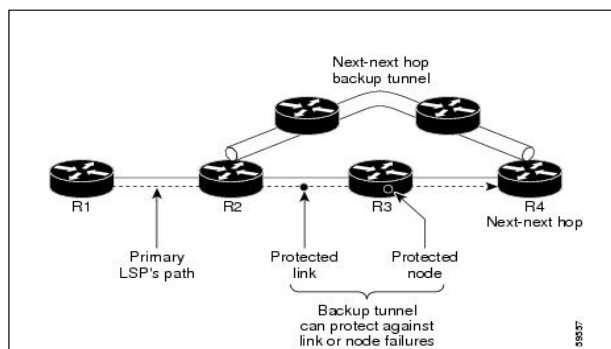 Next-next hop
backup tunnel
R1
R2
R3
R4
Next-next hop
Primary
LSP's path
Protected
link
Protected
node
Backup tunnel
can protect against
link or node failures
59557